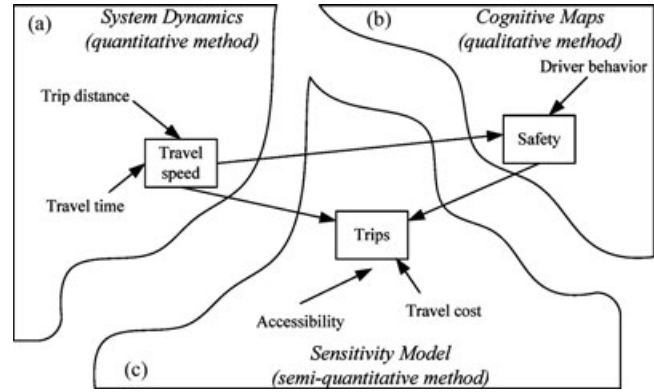 (a)
System Dynamics
(quantitative method)
(b)
Cognitive Maps
(qualitative method)
Driver behavior
Trip distance
Safety
Travel
speed
Travel time
Trips
Accessibility
Travel cost
(c)
Sensitivity Model
(semi-quantitative method)